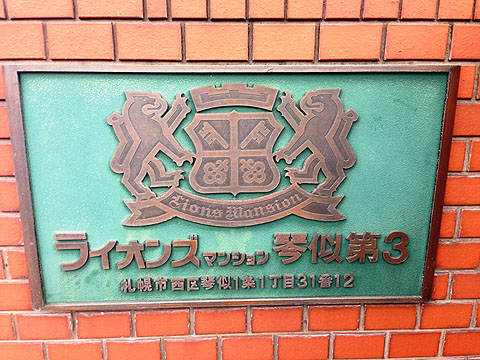 Lions Mansion
ライオンズマンション 琴似第3
札幌市西区琴似1条1丁目31番12